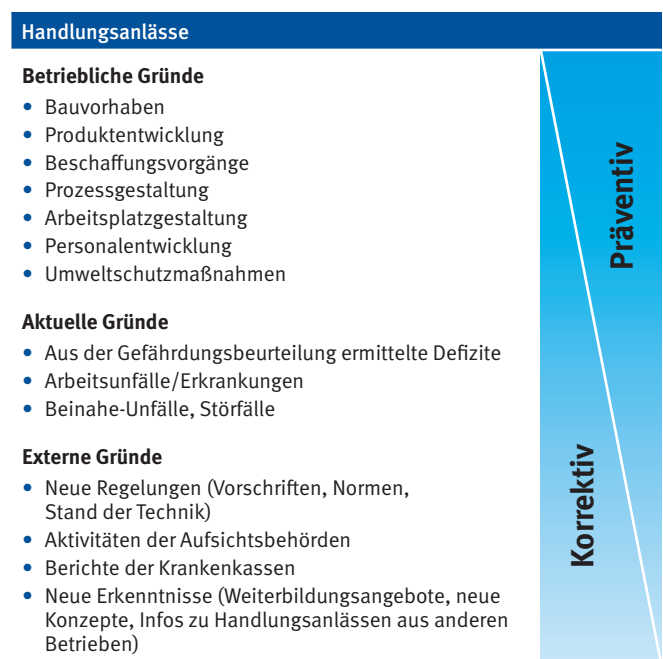 Handlungsanlässe
Betriebliche Gründe
• Bauvorhaben
• Produktentwicklung
• Beschaffungsvorgänge
• Prozessgestaltung
• Arbeitsplatzgestaltung
• Personalentwicklung
• Umweltschutzmaßnahmen
Aktuelle Gründe
• Aus der Gefährdungsbeurteilung ermittelte Defizite
• Arbeitsunfälle/Erkrankungen
• Beinahe-Unfälle, Störfälle
Externe Gründe
• Neue Regelungen (Vorschriften, Normen,
Stand der Technik)
• Aktivitäten der Aufsichtsbehörden
• Berichte der Krankenkassen
• Neue Erkenntnisse (Weiterbildungsangebote, neue
Konzepte, Infos zu Handlungsanlässen aus anderen
Betrieben)
Präventiv
Korrektiv